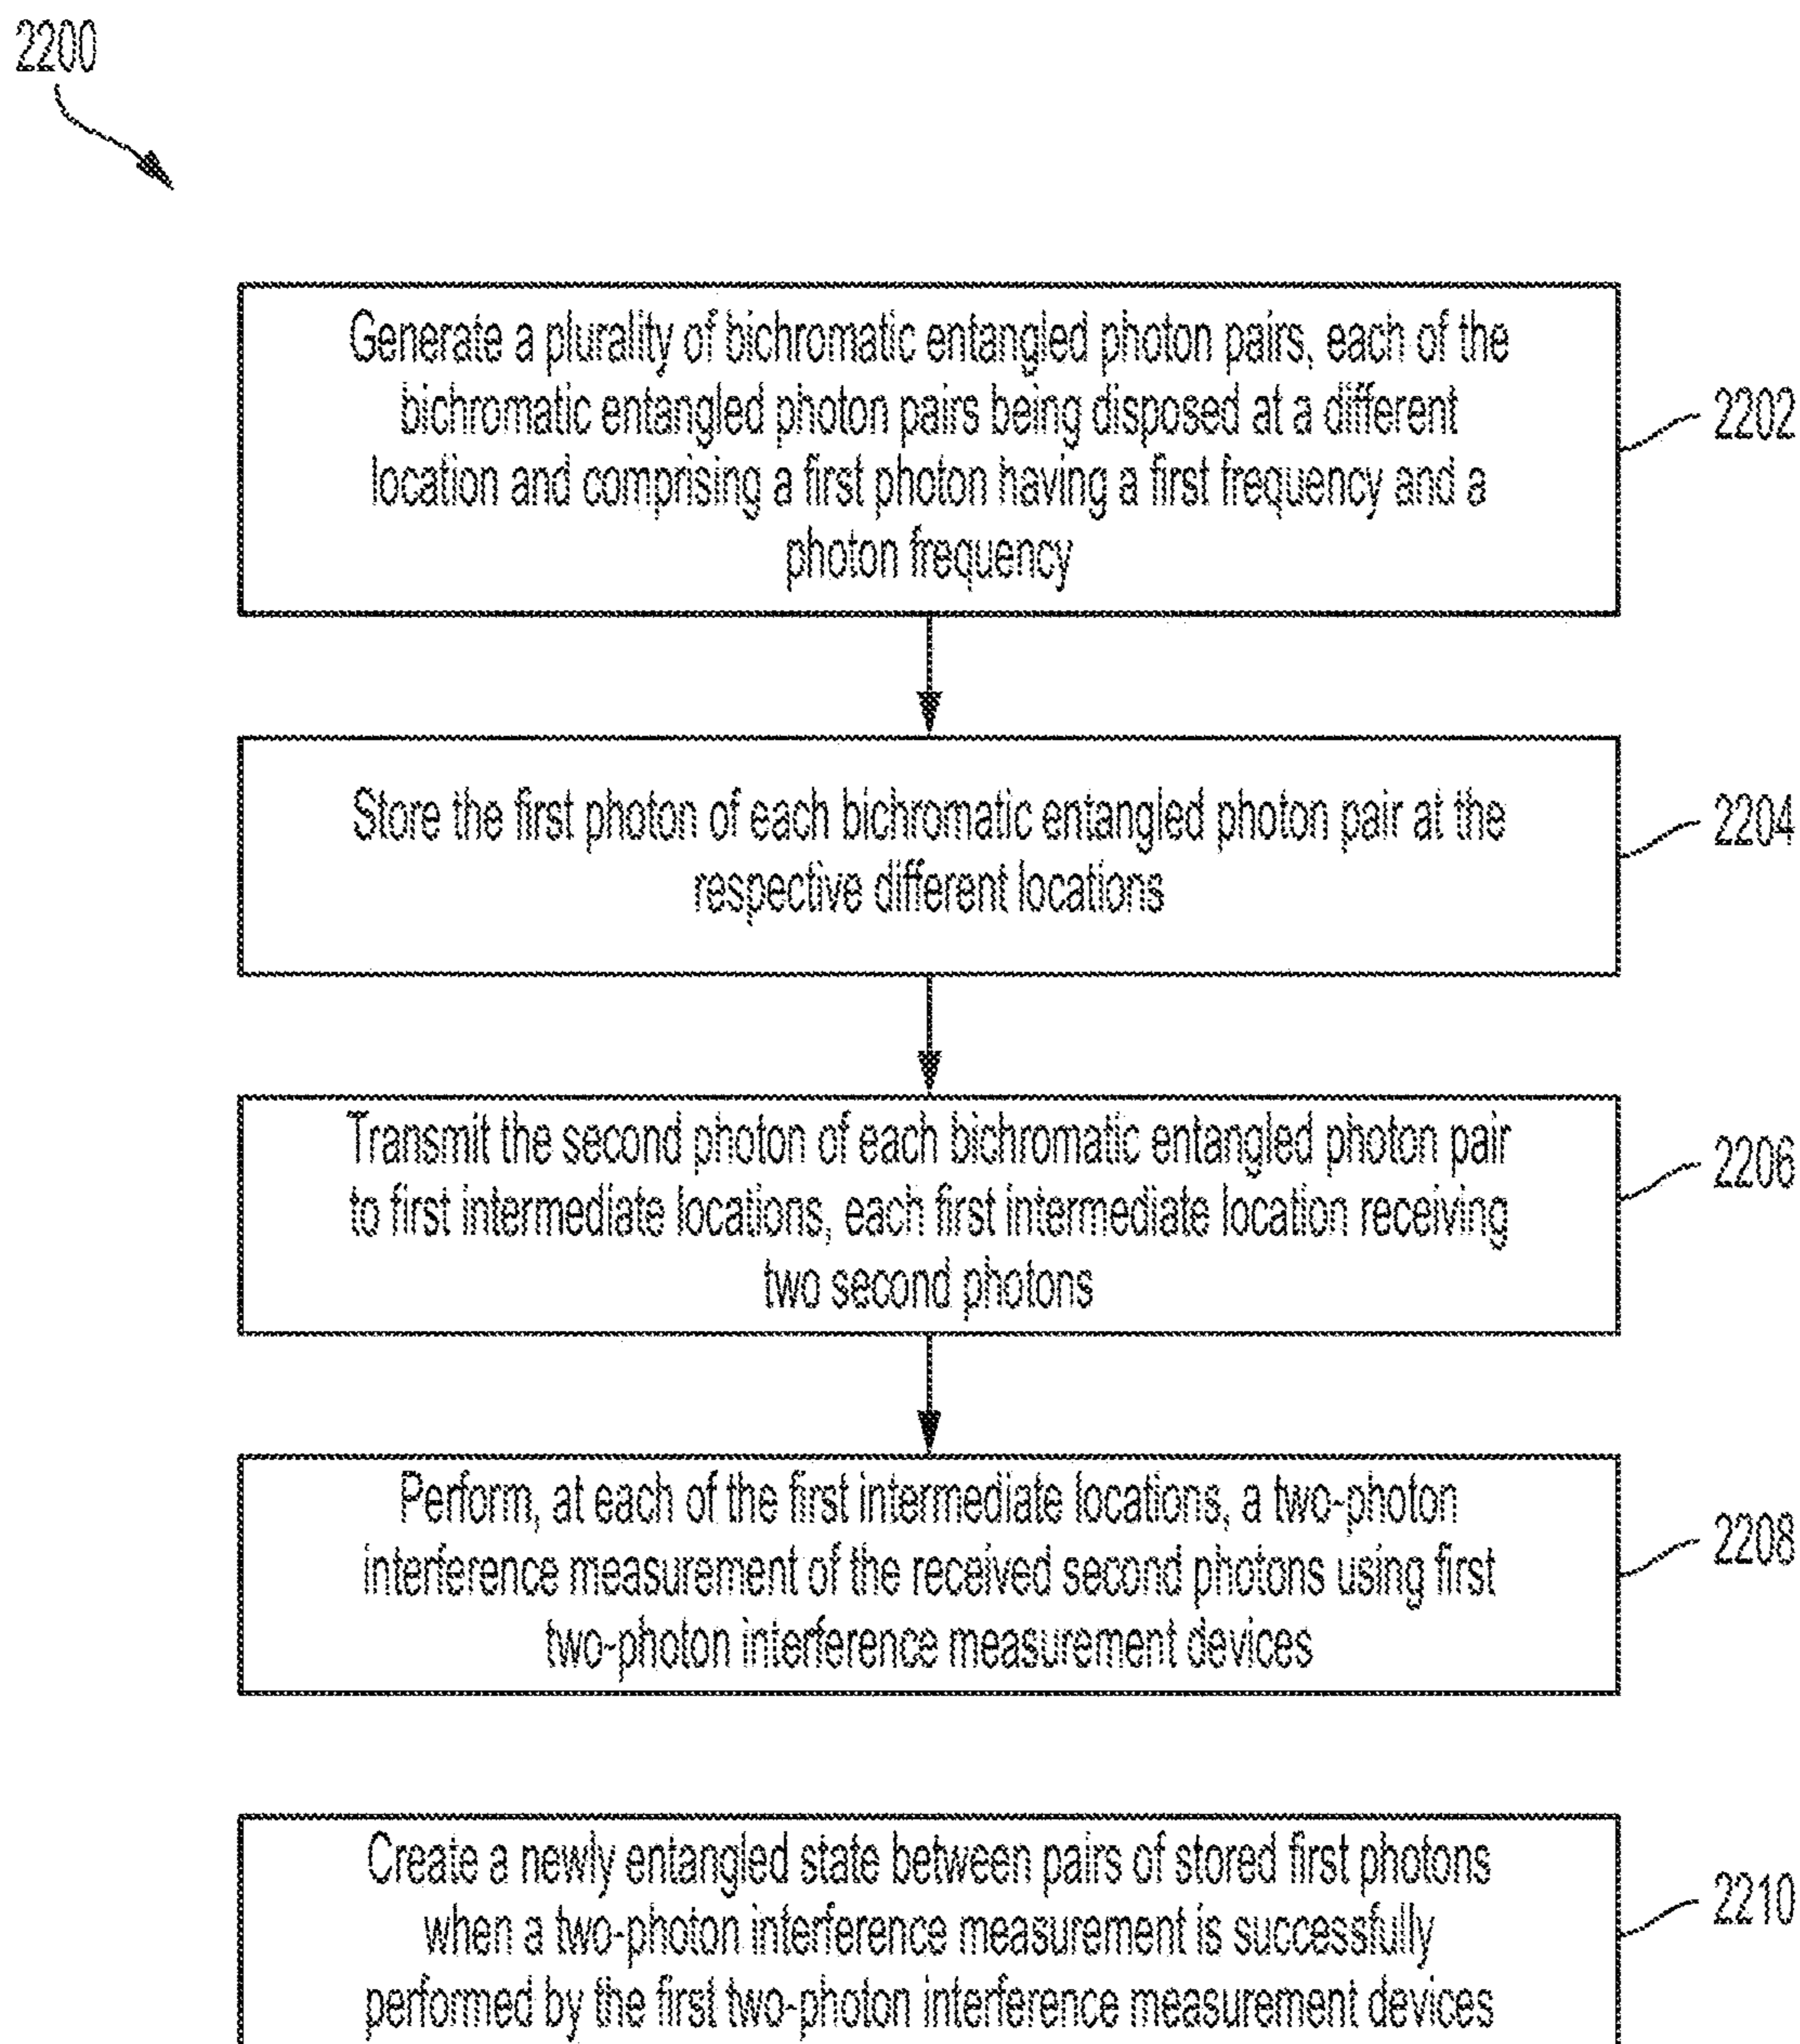 2200
Generate a plurality of bichromatic entangled photon pairs, each of the
bichromatic entangled photon pairs being disposed at a different
location and comprising a first photon having a first frequency and a
photon frequency
2202
Store the first photon of each bichromatic entangled photon pair at the
respective different locations
2204
Transmit the second photon of each bichromatic entangled photon pair
to first intermediate locations, each first intermediate location receiving
two second photons
2206
Perform, at each of the first intermediate locations, a two-photon
interference measurement of the received second photons using first
two-photon interference measurement devices
2208
Create a newly entangled state between pairs of stored first photons
when a two-photon interference measurement is successfully
performed by the first two-photon interference measurement devices
2210